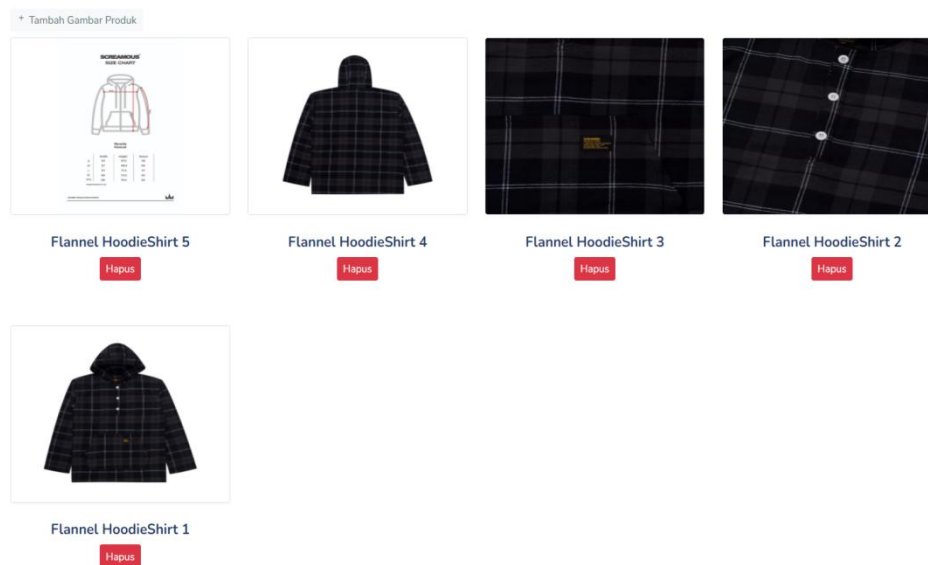 + Tambah Gambar Produk
SCREAMOUS
SIZE CHART
Flannel HoodieShirt 5
Hapus
Flannel HoodieShirt 4
Hapus
Flannel HoodieShirt 3
Hapus
Flannel HoodieShirt 2
Hapus
Flannel HoodieShirt 1
Hapus